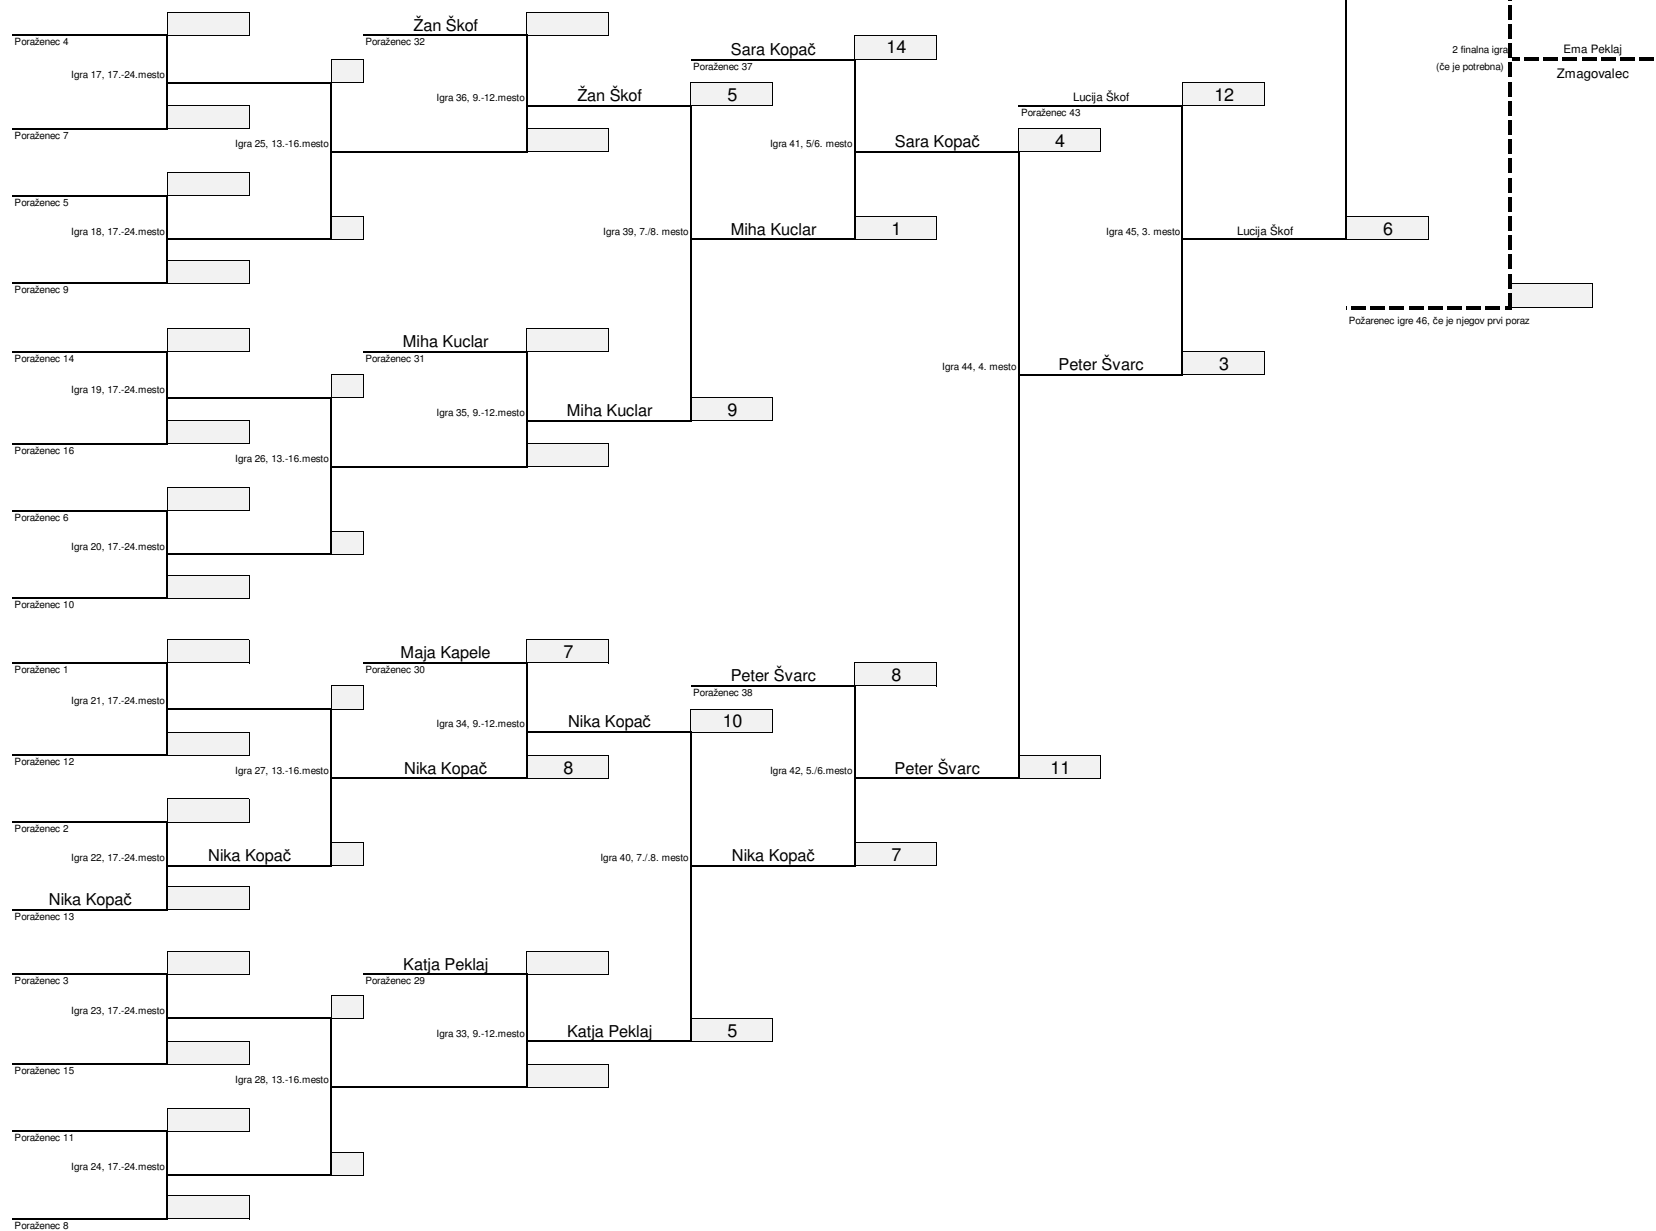 Žan Škof
Poraženec 4
Poraženec 32
Sara Kopač
14
2 finalna igra
Ema Peklaj
Igra 17, 17.-24.mesto
Poraženec 37
(če je potrebna)
Zmagovalec
Igra 36, 9.-12.mesto
Žan Škof
5
Lucija Škof
12
Poraženec 43
Poraženec 7
Igra 25, 13.-16.mesto
Igra 41, 5/6. mesto
Sara Kopač
4
Poraženec 5
Igra 18, 17.-24.mesto
Igra 39, 7./8. mesto
Miha Kuclar
1
Igra 45, 3. mesto
Lucija Škof
6
Poraženec 9
Požarenec igre 46, če je njegov prvi poraz
Miha Kuclar
Poraženec 14
Poraženec 31
Igra 44, 4. mesto
Peter Švarc
3
Igra 19, 17.-24.mesto
Igra 35, 9.-12.mesto
Miha Kuclar
9
Poraženec 16
Igra 26, 13.-16.mesto
Poraženec 6
Igra 20, 17.-24.mesto
Poraženec 10
Maja Kapele
7
Poraženec 1
Poraženec 30
Peter Švarc
8
Poraženec 38
Igra 21, 17.-24.mesto
Igra 34, 9.-12.mesto
Nika Kopač
10
Poraženec 12
Igra 27, 13.-16.mesto
Nika Kopač
8
Igra 42, 5./6.mesto
Peter Švarc
11
Poraženec 2
Igra 22, 17.-24.mesto
Nika Kopač
Igra 40, 7./.8. mesto
Nika Kopač
7
Nika Kopač
Poraženec 13
Katja Peklaj
Poraženec 3
Poraženec 29
Igra 23, 17.-24.mesto
Igra 33, 9.-12.mesto
Katja Peklaj
5
Poraženec 15
Igra 28, 13.-16.mesto
Poraženec 11
Igra 24, 17.-24.mesto
Poraženec 8